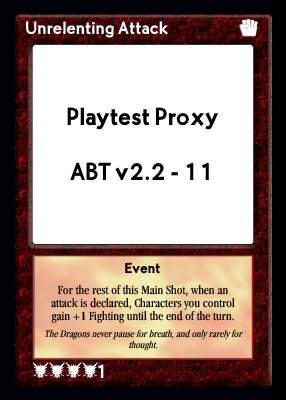 Unrelenting Attack
Playtest Proxy
ABT v2.2 - 11
Event
For the rest of this Main Shot, when an
attack is declared, Characters you control
gain +1 Fighting until the end of the turn.
The Dragons never pause for breath, and only rarely for
thought.
1